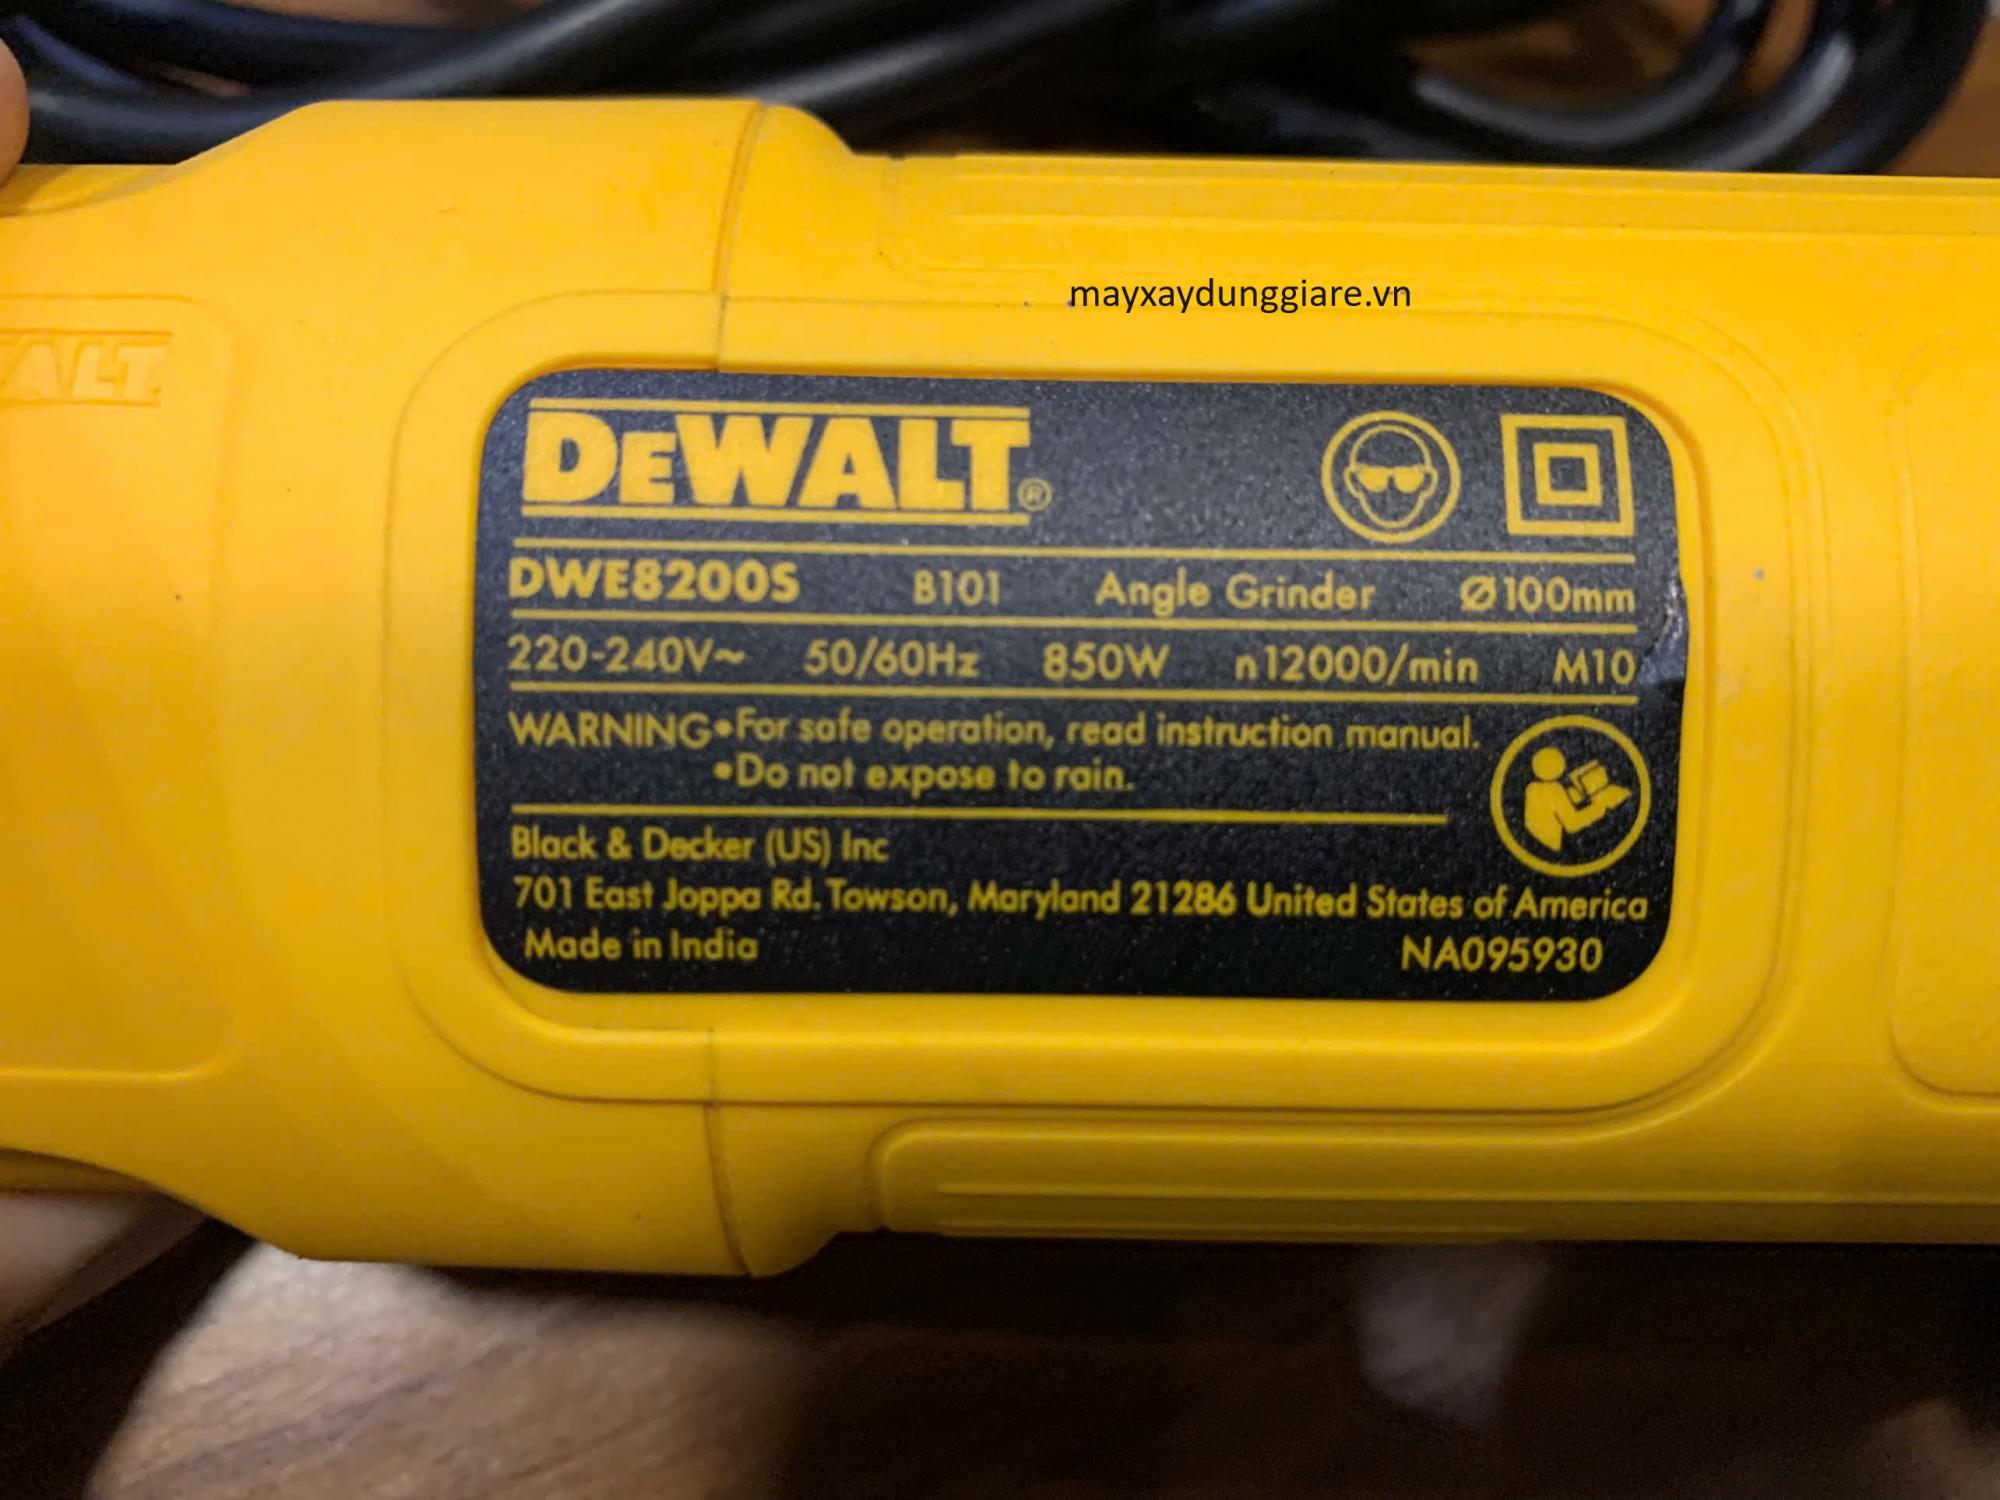 mayxaydunggiare.vn
ALT
DEWALT®
DWE8200S B101 Angle Grinder Ø100mm
220-240V~ 50/60Hz 850W n12000/min M10
WARNING•For safe operation, read instruction manual.
•Do not expose to rain.
Black & Decker (US) Inc
701 East Joppa Rd. Towson, Maryland 21286 United States of America
Made in India NA095930